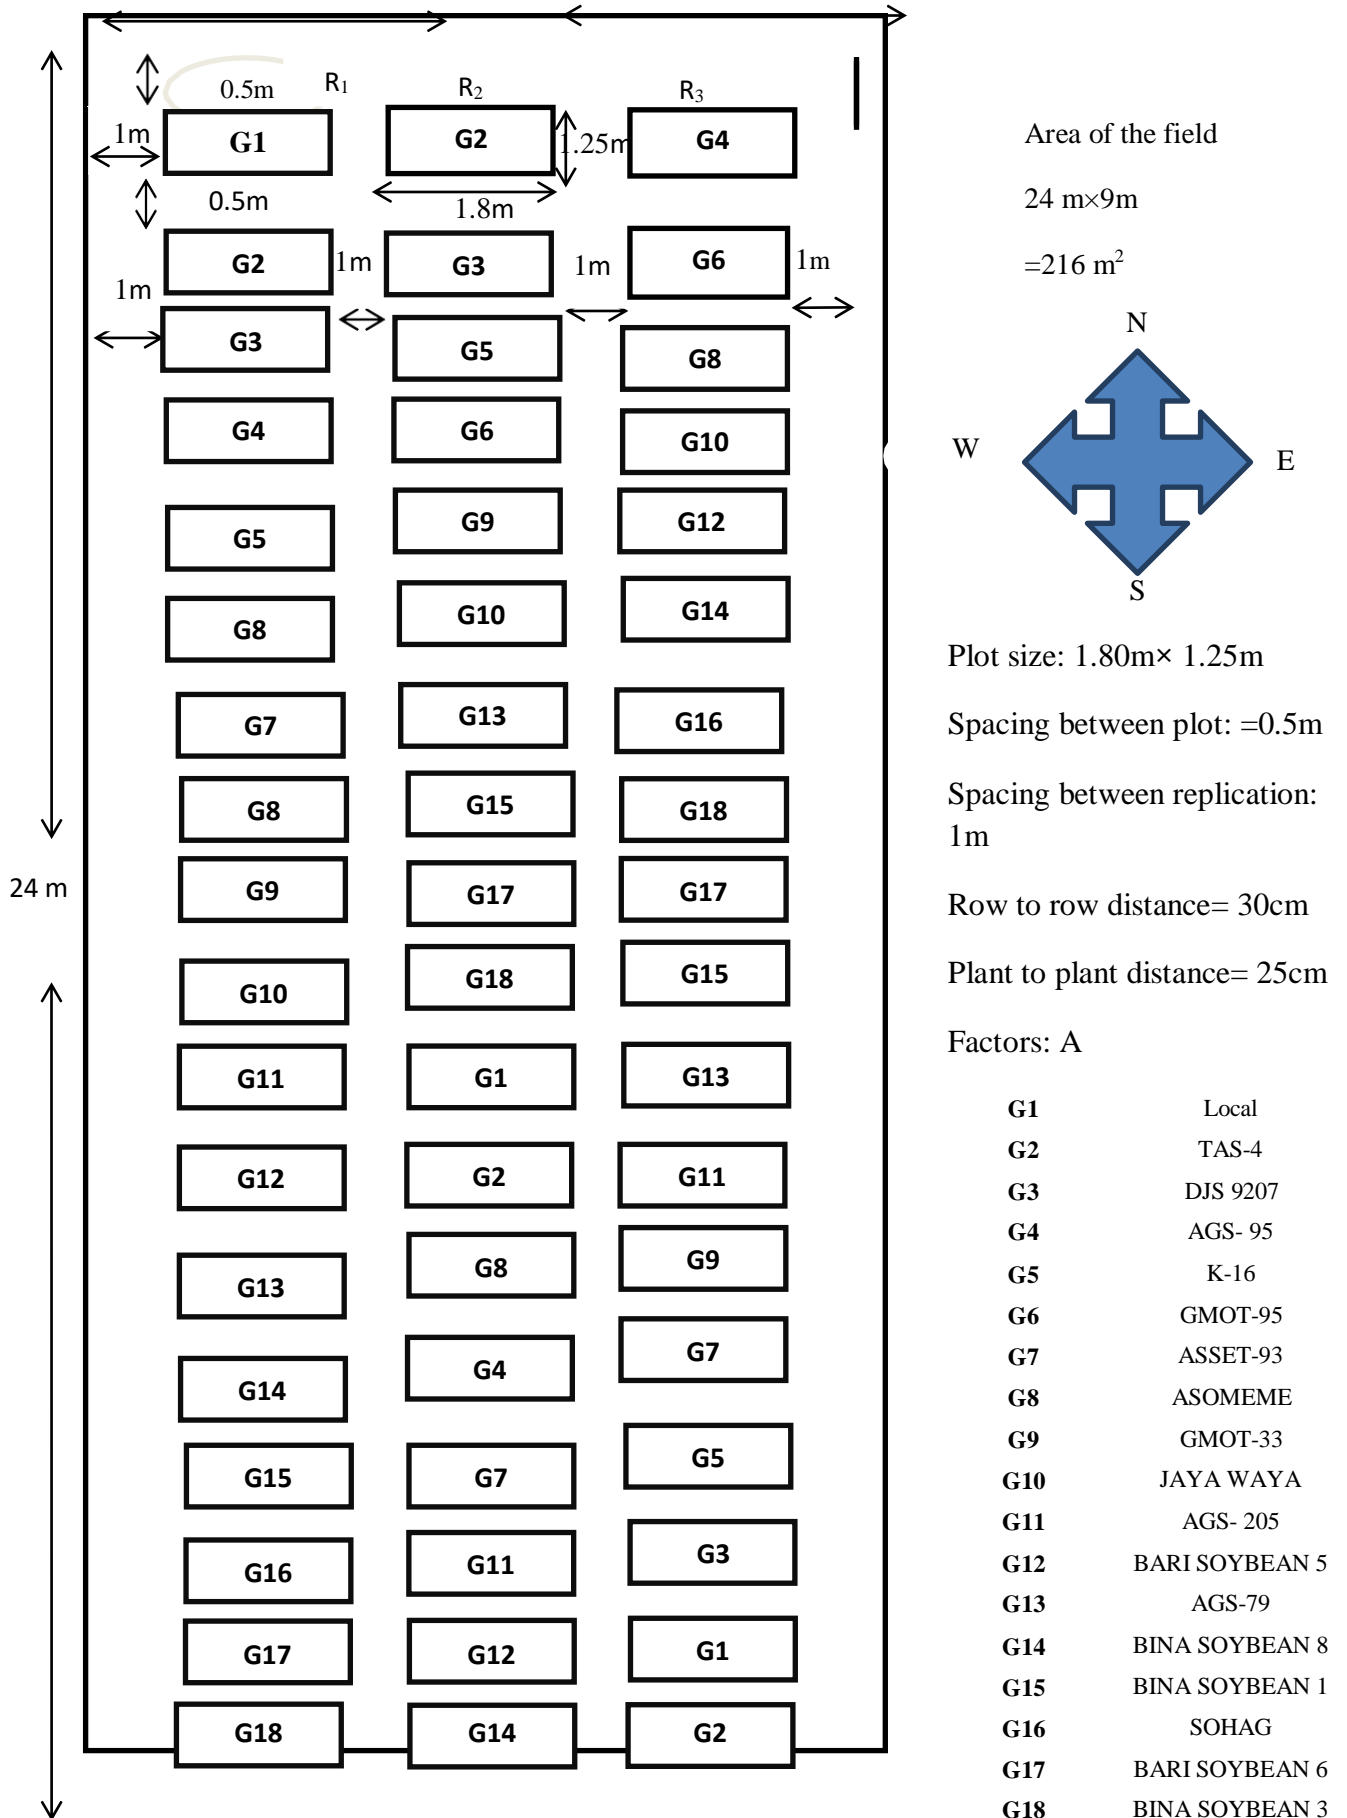 0.5m R1 R2 R3
1m G1 G2 1.25m G4
0.5m 1.8m
G2 1m G3 1m G6 1m
1m
G3 G5 G8
G4 G6 G10
G5 G9 G12
G8 G10 G14
G7 G13 G16
G8 G15 G18
24 m G9 G17 G17
G10 G18 G15
G11 G1 G13
G12 G2 G11
G13 G8 G9
G14 G4 G7
G15 G7 G5
G16 G11 G3
G17 G12 G1
G18 G14 G2
Area of the field
24 m×9m
=216 m²
N
W E
S
Plot size: 1.80m× 1.25m
Spacing between plot: =0.5m
Spacing between replication:
1m
Row to row distance= 30cm
Plant to plant distance= 25cm
Factors: A
G1 Local
G2 TAS-4
G3 DJS 9207
G4 AGS- 95
G5 K-16
G6 GMOT-95
G7 ASSET-93
G8 ASOMEME
G9 GMOT-33
G10 JAYA WAYA
G11 AGS- 205
G12 BARI SOYBEAN 5
G13 AGS-79
G14 BINA SOYBEAN 8
G15 BINA SOYBEAN 1
G16 SOHAG
G17 BARI SOYBEAN 6
G18 BINA SOYBEAN 3